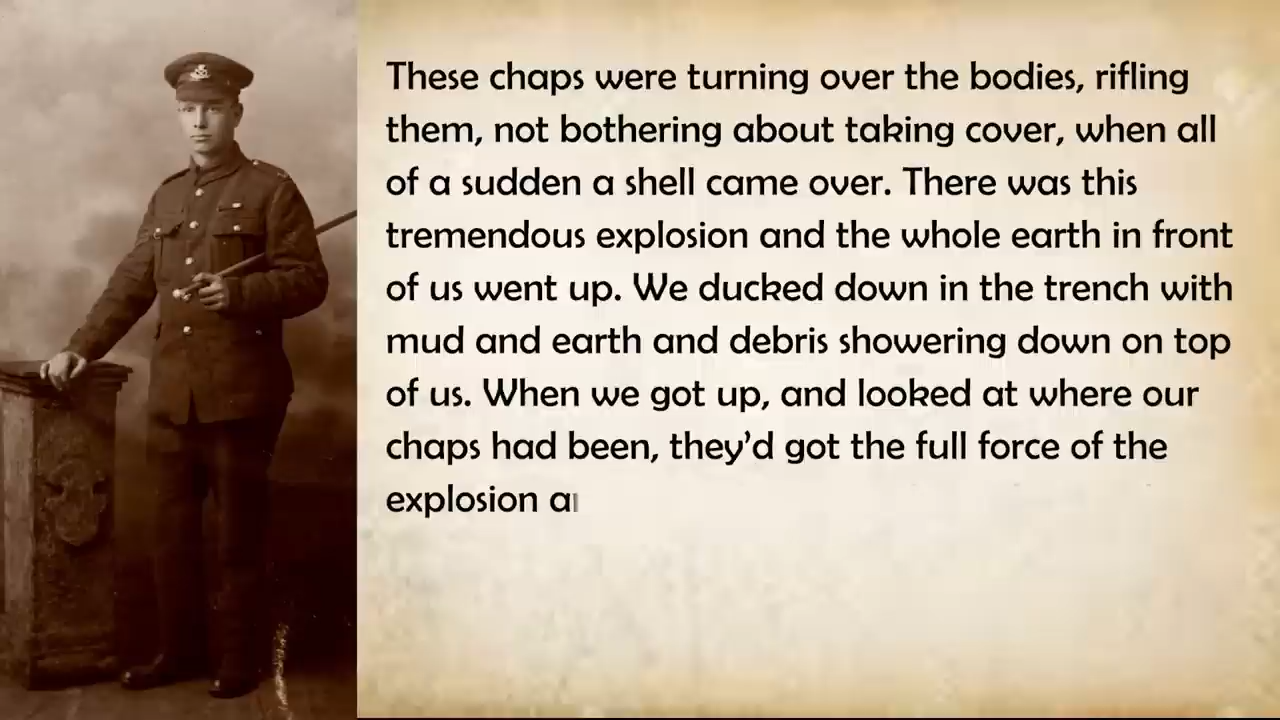 These chaps were turning over the bodies, rifling
them, not bothering about taking cover, when all
of a sudden a shell came over. There was this
tremendous explosion and the whole earth in front
of us went up. We ducked down in the trench with
mud and earth and debris showering down on top
of us. When we got up, and looked at where our
chaps had been, they’d got the full force of the
explosion a